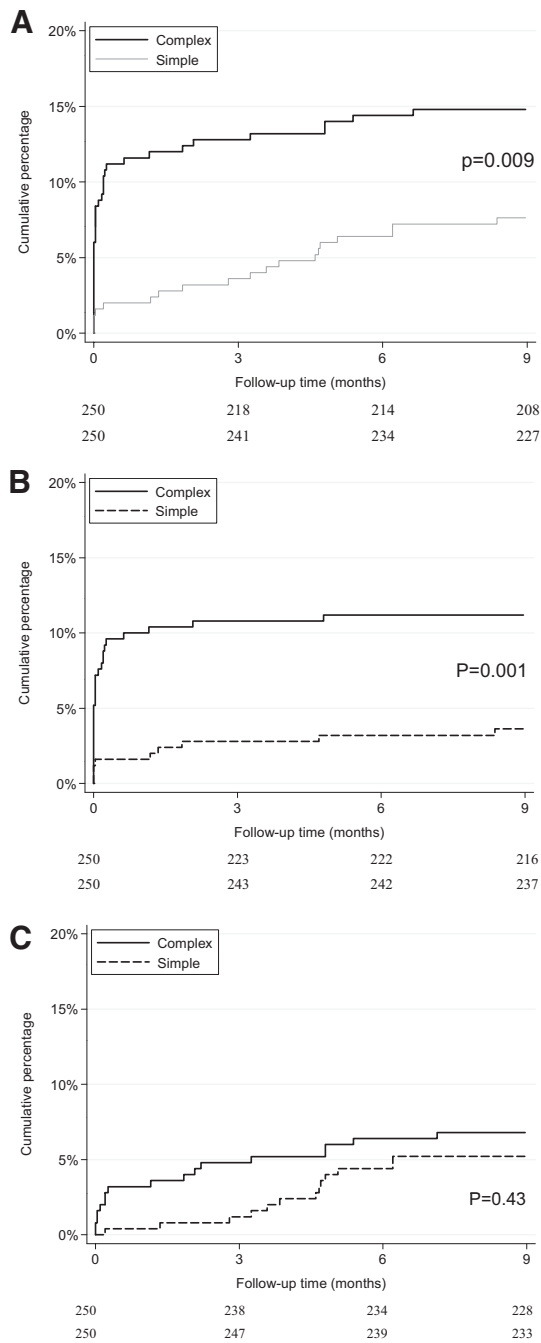 A
20%
Complex
Simple
15%
p=0.009
10%
5%
0%
Cumulative percentage
0 3 6 9
Follow-up time (months)
250 218 214 208
250 241 234 227
B
20%
Complex
Simple
15%
10%
P=0.001
5%
0%
Cumulative percentage
0 3 6 9
Follow-up time (months)
250 223 222 216
250 243 242 237
C
20%
Complex
Simple
15%
10%
5%
P=0.43
0%
Cumulative percentage
0 3 6 9
Follow-up time (months)
250 238 234 228
250 247 239 233